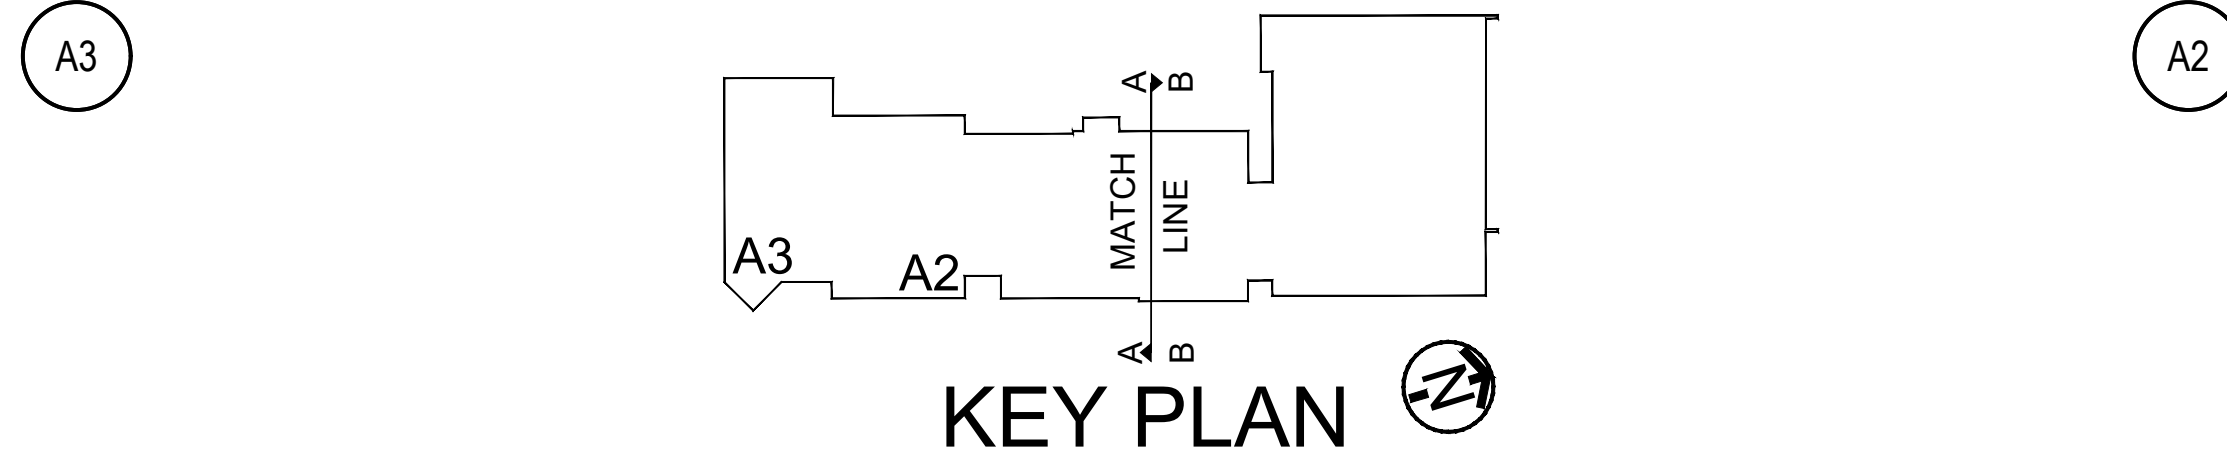 A3
A2
A B
MATCH
LINE
A3
A2
A B
KEY PLAN
N